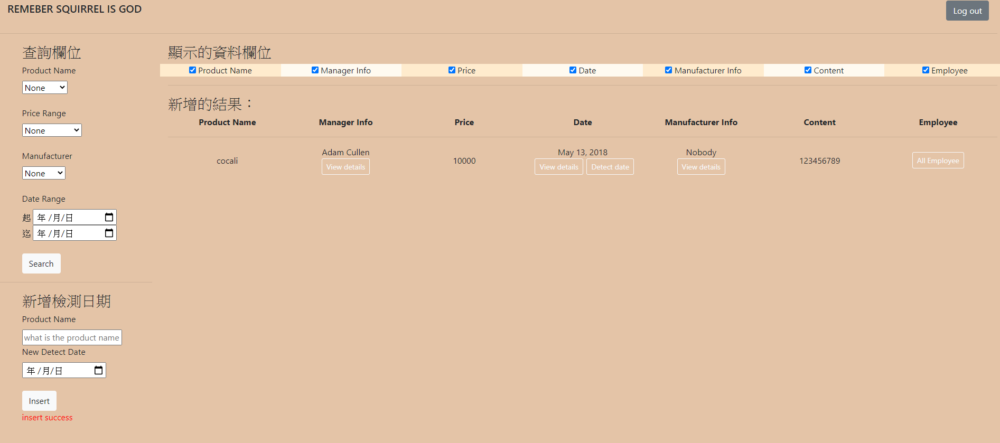 REMEBER SQUIRREL IS GOD
Log out
查詢欄位
Product Name
None
Price Range
None
Manufacturer
None
Date Range
起 年 /月/日
迄 年 /月/日
Search
新增檢測日期
Product Name
what is the product name
New Detect Date
年 /月/日
Insert
insert success
顯示的資料欄位
Product Name Manager Info Price Date Manufacturer Info Content Employee
新增的結果：
Product Name Manager Info Price Date Manufacturer Info Content Employee
cocali Adam Cullen 10000 May 13, 2018 Nobody 123456789 All Employee
View details View details Detect date View details